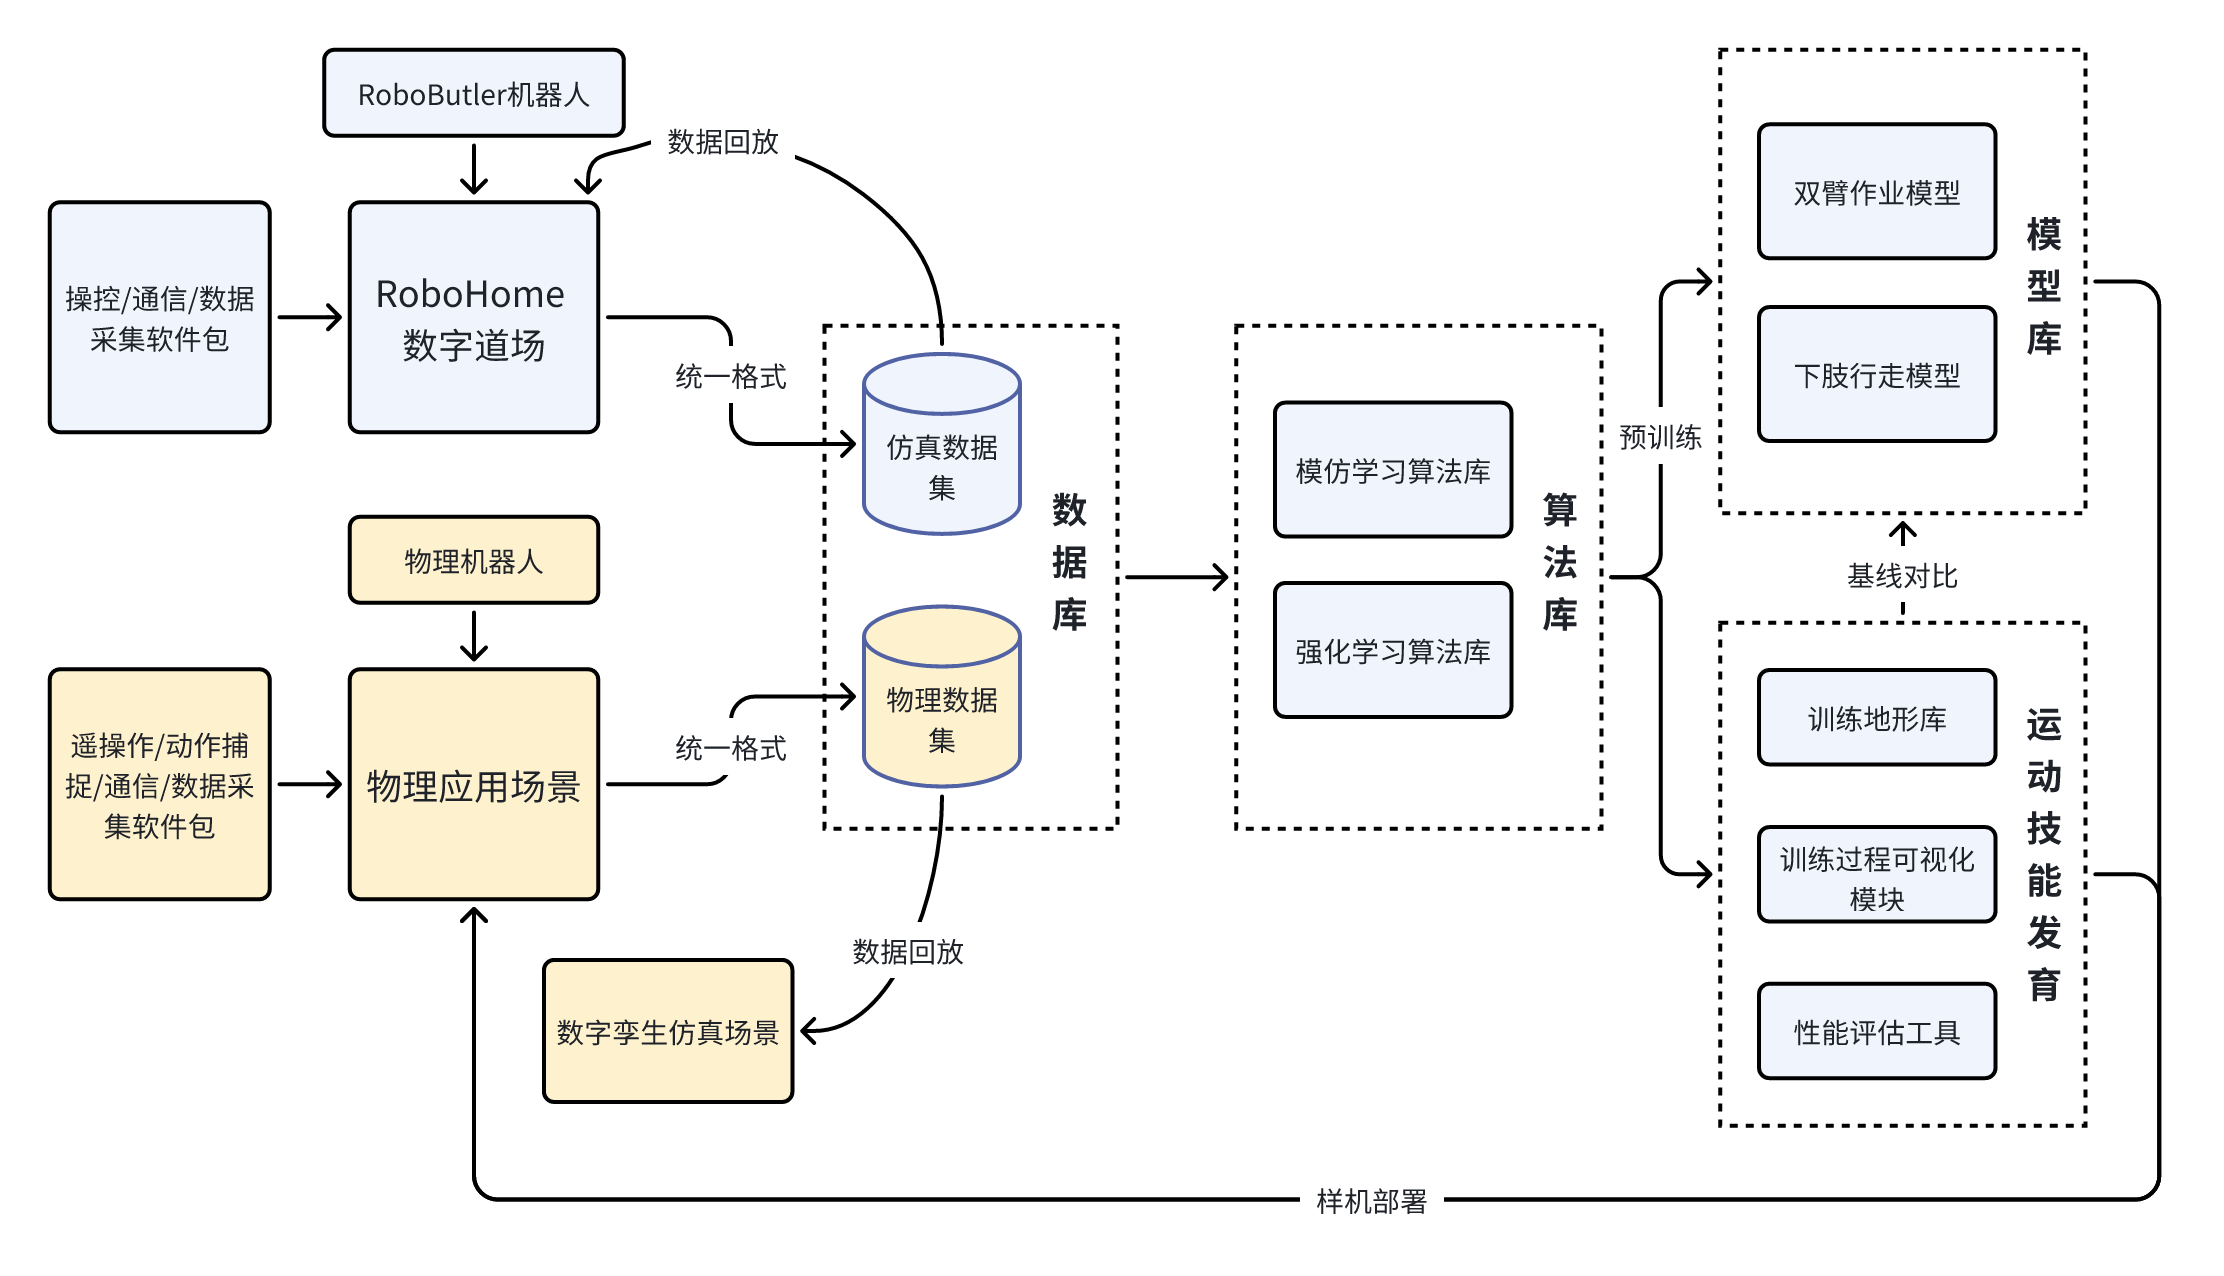 RoboButler机器人
数据回放
操控/通信/数据
采集软件包
RoboHome
数字道场
统一格式
仿真数据
集
物理机器人
遥操作/动作捕
捉/通信/数据采
集软件包
物理应用场景
统一格式
物理数据
集
数据库
数据回放
数字孪生仿真场景
模仿学习算法库
强化学习算法库
算法库
预训练
双臂作业模型
下肢行走模型
模型库
基线对比
训练地形库
训练过程可视化
模块
性能评估工具
运动技能发育
样机部署